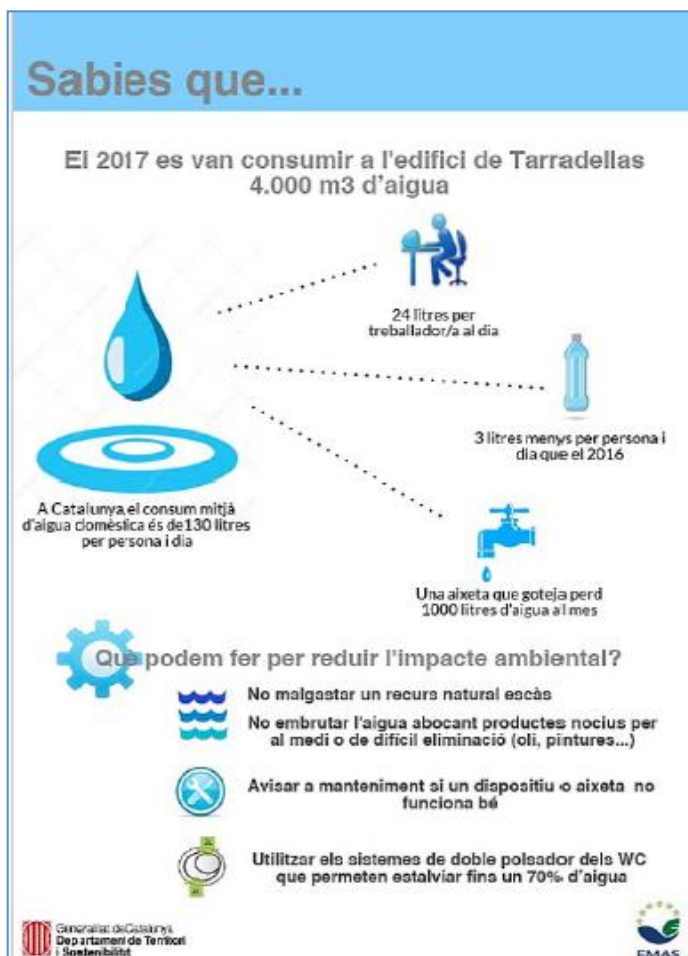 Sabies que...
El 2017 es van consumir a l'edifici de Tarradellas
4.000 m3 d'aigua
24 litres per
treballador/a al dia
3 litres menys per persona i
dia que el 2016
A Catalunya el consum mitjà
d'aigua domèstica és de130 litres
per persona i dia
Una aixeta que goteja perd
1000 litres d'aigua al mes
Què podem fer per reduir l'impacte ambiental?
No malgastar un recurs natural escàs
No embrutar l'aigua abocant productes nocius per
al medi o de difícil eliminació (oli, pintures...)
Avisar a manteniment si un dispositiu o aixeta no
funciona bé
Utilitzar els sistemes de doble polsador dels WC
que permeten estalviar fins un 70% d'aigua
Generalitat de Catalunya
Departament de Territori
i Sostenibilitat
EMAS